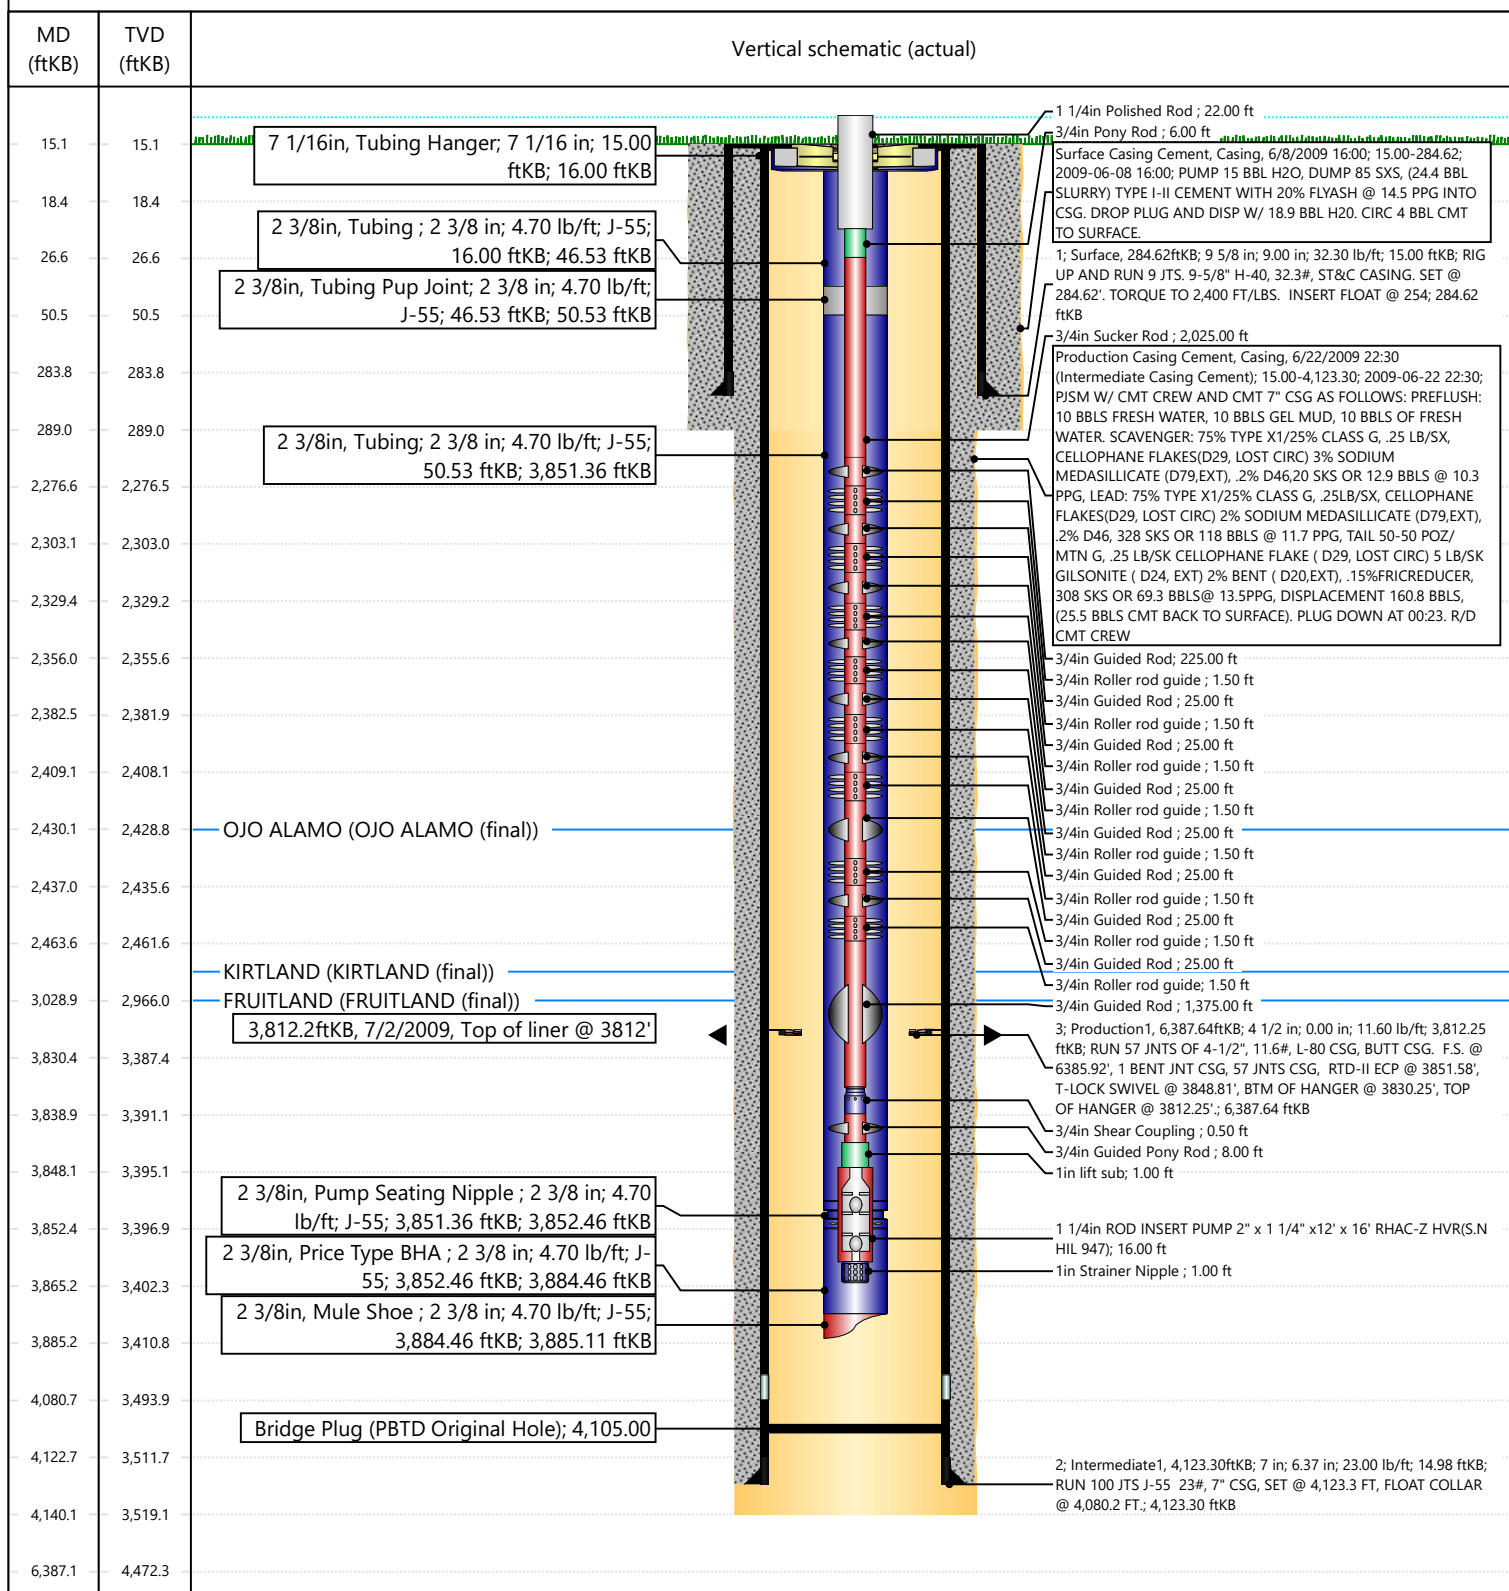 MD
(ftKB)
TVD
(ftKB)
Vertical schematic (actual)
15.1 15.1
18.4 18.4
26.6 26.6
50.5 50.5
283.8 283.8
289.0 289.0
2,276.6 2,276.5
2,303.1 2,303.0
2,329.4 2,329.2
2,356.0 2,355.6
2,382.5 2,381.9
2,409.1 2,408.1
2,430.1 2,428.8
2,437.0 2,435.6
2,463.6 2,461.6
3,028.9 2,966.0
3,830.4 3,387.4
3,838.9 3,391.1
3,848.1 3,395.1
3,852.4 3,396.9
3,865.2 3,402.3
3,885.2 3,410.8
4,080.7 3,493.9
4,122.7 3,511.7
4,140.1 3,519.1
6,387.1 4,472.3
7 1/16in, Tubing Hanger; 7 1/16 in; 15.00
ftKB; 16.00 ftKB
2 3/8in, Tubing ; 2 3/8 in; 4.70 lb/ft; J-55;
16.00 ftKB; 46.53 ftKB
2 3/8in, Tubing Pup Joint; 2 3/8 in; 4.70 lb/ft;
J-55; 46.53 ftKB; 50.53 ftKB
2 3/8in, Tubing; 2 3/8 in; 4.70 lb/ft; J-55;
50.53 ftKB; 3,851.36 ftKB
OJO ALAMO (OJO ALAMO (final))
KIRTLAND (KIRTLAND (final))
FRUITLAND (FRUITLAND (final))
3,812.2ftKB, 7/2/2009, Top of liner @ 3812'
2 3/8in, Pump Seating Nipple ; 2 3/8 in; 4.70
lb/ft; J-55; 3,851.36 ftKB; 3,852.46 ftKB
2 3/8in, Price Type BHA ; 2 3/8 in; 4.70 lb/ft; J-
55; 3,852.46 ftKB; 3,884.46 ftKB
2 3/8in, Mule Shoe ; 2 3/8 in; 4.70 lb/ft; J-55;
3,884.46 ftKB; 3,885.11 ftKB
Bridge Plug (PBTD Original Hole); 4,105.00
1 1/4in Polished Rod ; 22.00 ft
3/4in Pony Rod ; 6.00 ft
Surface Casing Cement, Casing, 6/8/2009 16:00; 15.00-284.62;
2009-06-08 16:00; PUMP 15 BBL H2O, DUMP 85 SXS, (24.4 BBL
SLURRY) TYPE I-II CEMENT WITH 20% FLYASH @ 14.5 PPG INTO
CSG. DROP PLUG AND DISP W/ 18.9 BBL H20. CIRC 4 BBL CMT
TO SURFACE.
1; Surface, 284.62ftKB; 9 5/8 in; 9.00 in; 32.30 lb/ft; 15.00 ftKB; RIG
UP AND RUN 9 JTS. 9-5/8" H-40, 32.3#, ST&C CASING. SET @
284.62'. TORQUE TO 2,400 FT/LBS.  INSERT FLOAT @ 254; 284.62
ftKB
3/4in Sucker Rod ; 2,025.00 ft
Production Casing Cement, Casing, 6/22/2009 22:30
(Intermediate Casing Cement); 15.00-4,123.30; 2009-06-22 22:30;
PJSM W/ CMT CREW AND CMT 7" CSG AS FOLLOWS: PREFLUSH:
10 BBLS FRESH WATER, 10 BBLS GEL MUD, 10 BBLS OF FRESH
WATER. SCAVENGER: 75% TYPE X1/25% CLASS G, .25 LB/SX,
CELLOPHANE FLAKES(D29, LOST CIRC) 3% SODIUM
MEDASILLICATE (D79,EXT), .2% D46,20 SKS OR 12.9 BBLS @ 10.3
PPG, LEAD: 75% TYPE X1/25% CLASS G, .25LB/SX, CELLOPHANE
FLAKES(D29, LOST CIRC) 2% SODIUM MEDASILLICATE (D79,EXT),
.2% D46, 328 SKS OR 118 BBLS @ 11.7 PPG, TAIL 50-50 POZ/
MTN G, .25 LB/SK CELLOPHANE FLAKE ( D29, LOST CIRC) 5 LB/SK
GILSONITE ( D24, EXT) 2% BENT ( D20,EXT), .15%FRICREDUCER,
308 SKS OR 69.3 BBLS@ 13.5PPG, DISPLACEMENT 160.8 BBLS,
(25.5 BBLS CMT BACK TO SURFACE). PLUG DOWN AT 00:23. R/D
CMT CREW
3/4in Guided Rod; 225.00 ft
3/4in Roller rod guide ; 1.50 ft
3/4in Guided Rod ; 25.00 ft
3/4in Roller rod guide ; 1.50 ft
3/4in Guided Rod ; 25.00 ft
3/4in Roller rod guide ; 1.50 ft
3/4in Guided Rod ; 25.00 ft
3/4in Roller rod guide ; 1.50 ft
3/4in Guided Rod ; 25.00 ft
3/4in Roller rod guide ; 1.50 ft
3/4in Guided Rod ; 25.00 ft
3/4in Roller rod guide ; 1.50 ft
3/4in Guided Rod ; 25.00 ft
3/4in Roller rod guide ; 1.50 ft
3/4in Guided Rod ; 25.00 ft
3/4in Roller rod guide; 1.50 ft
3/4in Guided Rod ; 1,375.00 ft
3; Production1, 6,387.64ftKB; 4 1/2 in; 0.00 in; 11.60 lb/ft; 3,812.25
ftKB; RUN 57 JNTS OF 4-1/2", 11.6#, L-80 CSG, BUTT CSG.  F.S. @
6385.92', 1 BENT JNT CSG, 57 JNTS CSG,  RTD-II ECP @ 3851.58',
T-LOCK SWIVEL @ 3848.81', BTM OF HANGER @ 3830.25', TOP
OF HANGER @ 3812.25'.; 6,387.64 ftKB
3/4in Shear Coupling ; 0.50 ft
3/4in Guided Pony Rod ; 8.00 ft
1in lift sub; 1.00 ft
1 1/4in ROD INSERT PUMP 2" x 1 1/4" x12' x 16' RHAC-Z HVR(S.N
HIL 947); 16.00 ft
1in Strainer Nipple ; 1.00 ft
2; Intermediate1, 4,123.30ftKB; 7 in; 6.37 in; 23.00 lb/ft; 14.98 ftKB;
RUN 100 JTS J-55  23#, 7" CSG, SET @ 4,123.3 FT, FLOAT COLLAR
@ 4,080.2 FT.; 4,123.30 ftKB